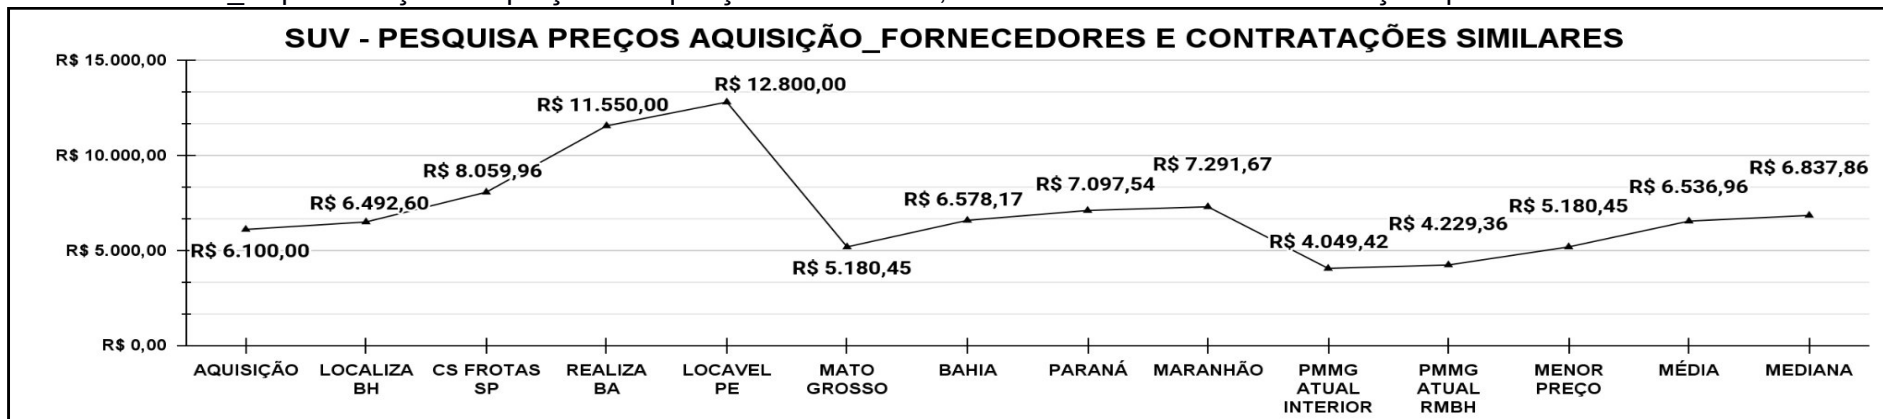 SUV - PESQUISA PREÇOS AQUISIÇÃO_FORNECEDORES E CONTRATAÇÕES SIMILARES
R$ 15.000,00
R$ 10.000,00
R$ 5.000,00
R$ 0,00
R$ 6.100,00
R$ 6.492,60
R$ 8.059,96
R$ 11.550,00
R$ 12.800,00
R$ 5.180,45
R$ 6.578,17
R$ 7.097,54
R$ 7.291,67
R$ 4.049,42
R$ 4.229,36
R$ 5.180,45
R$ 6.536,96
R$ 6.837,86
AQUISIÇÃO
LOCALIZA
BH
CS FROTAS
SP
REALIZA
BA
LOCAVEL
PE
MATO
GROSSO
BAHIA
PARANÁ
MARANHÃO
PMMG
ATUAL
INTERIOR
PMMG
ATUAL
RMBH
MENOR
PREÇO
MÉDIA
MEDIANA